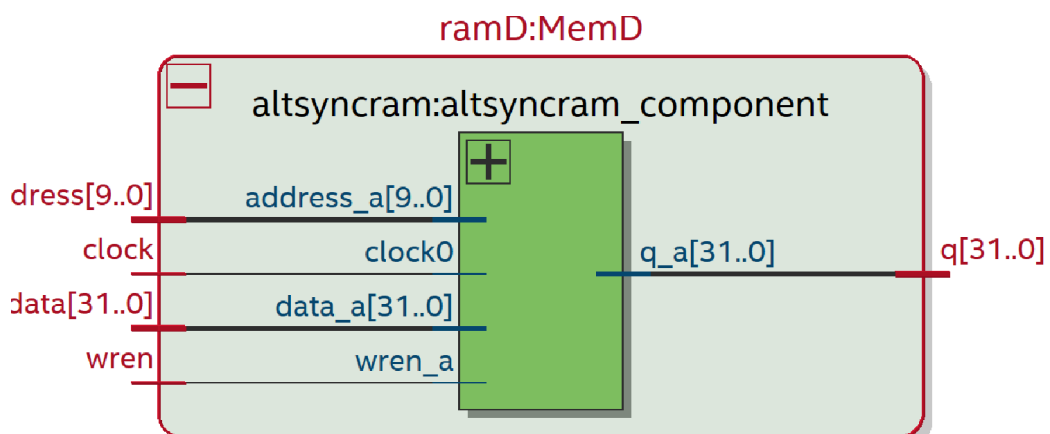 ramD:MemD
altsyncram:altsyncram_component
dress[9..0] address_a[9..0]
clock clock0 q_a[31..0] q[31..0]
data[31..0] data_a[31..0]
wren wren_a